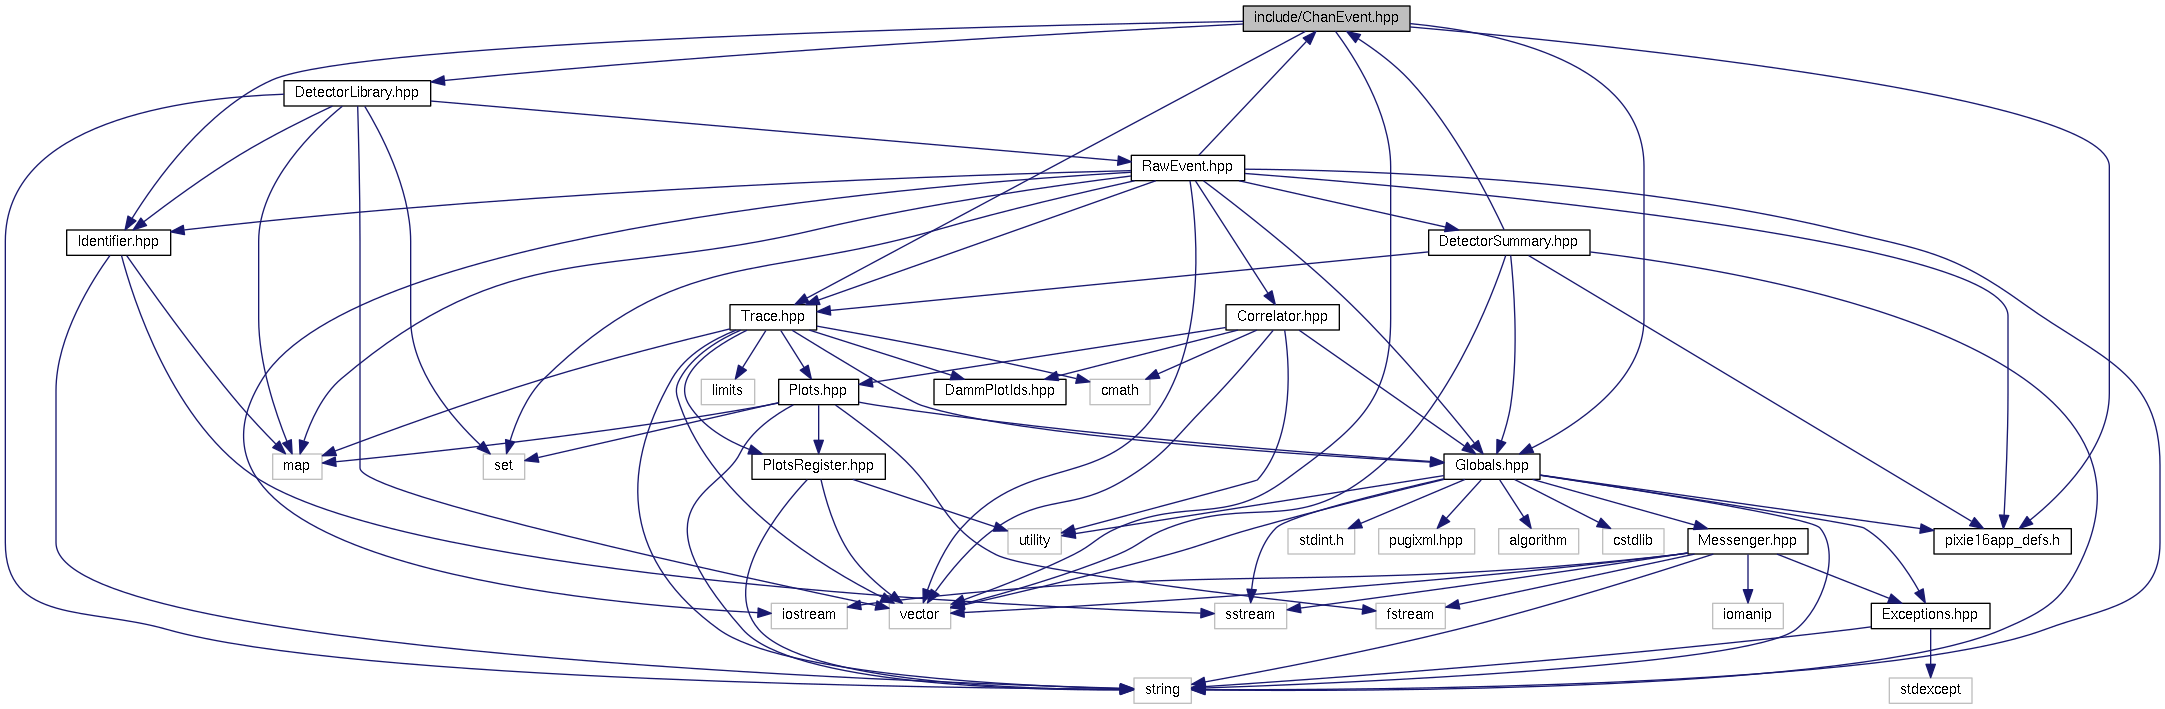 include/ChanEvent.hpp
DetectorLibrary.hpp
RawEvent.hpp
Identifier.hpp
DetectorSummary.hpp
Trace.hpp
Correlator.hpp
limits
Plots.hpp
DammPlotIds.hpp
cmath
map
set
PlotsRegister.hpp
Globals.hpp
utility
stdint.h
pugixml.hpp
algorithm
cstdlib
Messenger.hpp
pixie16app_defs.h
iostream
vector
sstream
fstream
iomanip
Exceptions.hpp
string
stdexcept